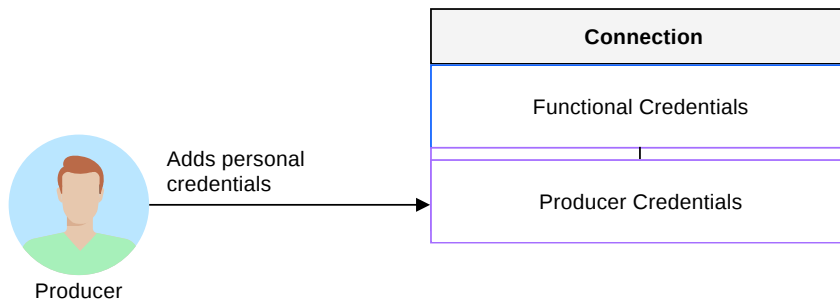 Connection
Functional Credentials
Adds personal
credentials
Producer Credentials
Producer